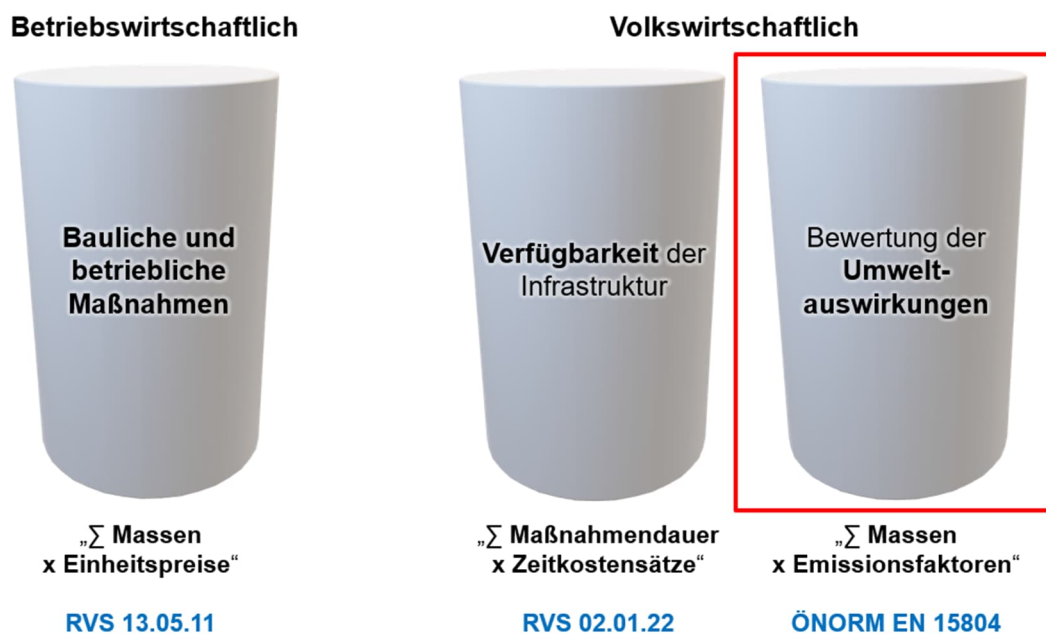 Betriebswirtschaftlich
Volkswirtschaftlich
Bauliche und
betriebliche
Maßnahmen
Verfügbarkeit der
Infrastruktur
Bewertung der
Umwelt-
auswirkungen
„∑ Massen
x Einheitspreise“
„∑ Maßnahmendauer
x Zeitkostensätze“
„∑ Massen
x Emissionsfaktoren“
RVS 13.05.11
RVS 02.01.22
ÖNORM EN 15804